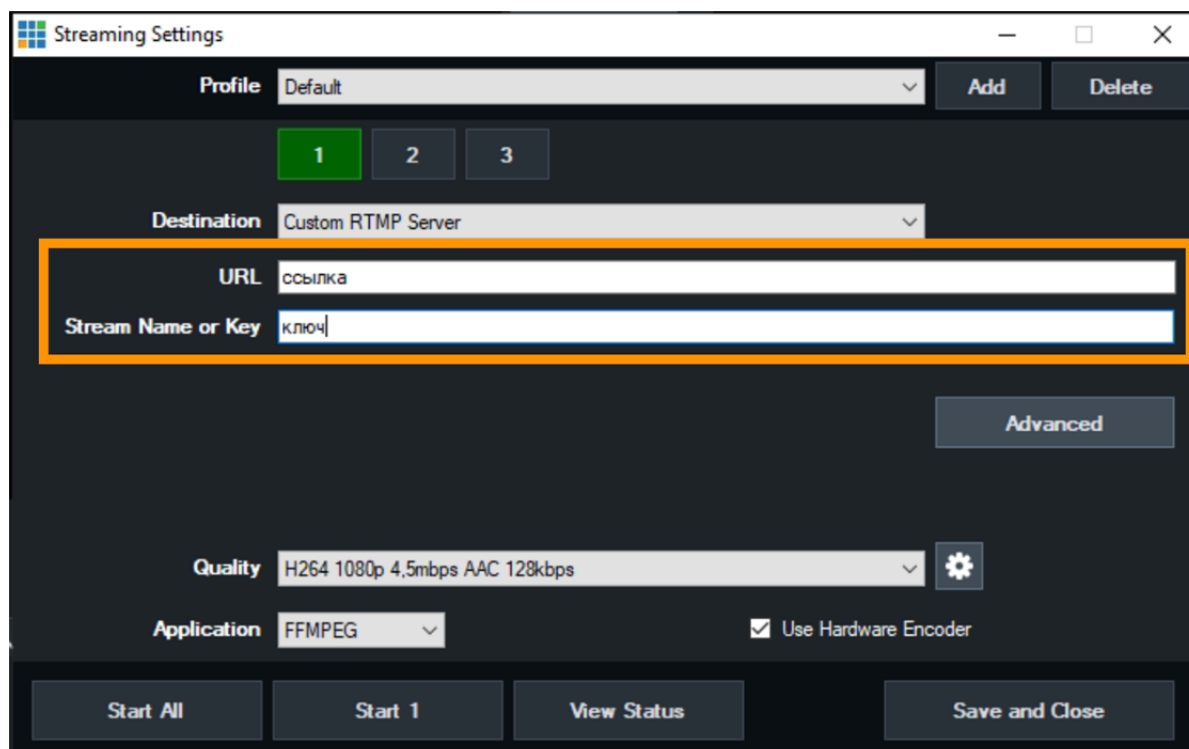 Streaming Settings
Profile Default Add Delete
1 2 3
Destination Custom RTMP Server
URL ссылка
Stream Name or Key ключ
Advanced
Quality H264 1080p 4,5mbps AAC 128kbps
Application FFMPEG Use Hardware Encoder
Start All Start 1 View Status Save and Close